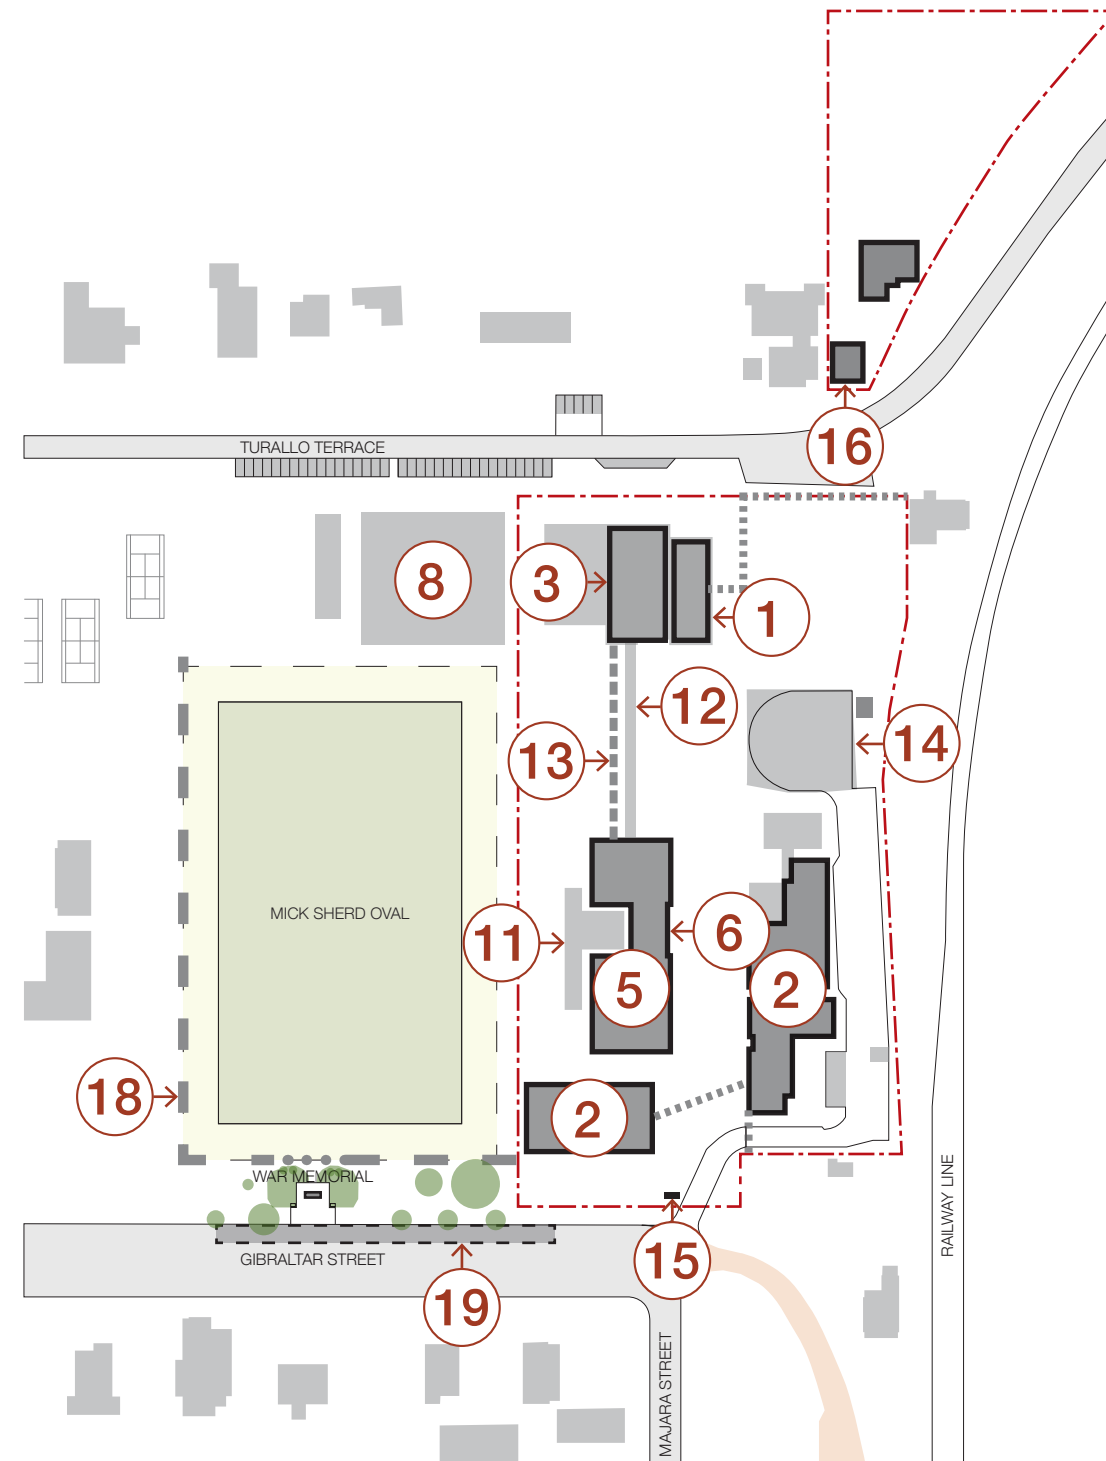 16
TURALLO TERRACE
8
3
1
12
13
14
MICK SHERD OVAL
11
6
5
2
18
2
WAR MEMORIAL
GIBRALTAR STREET
15
19
RAILWAY LINE
MAJARA STREET